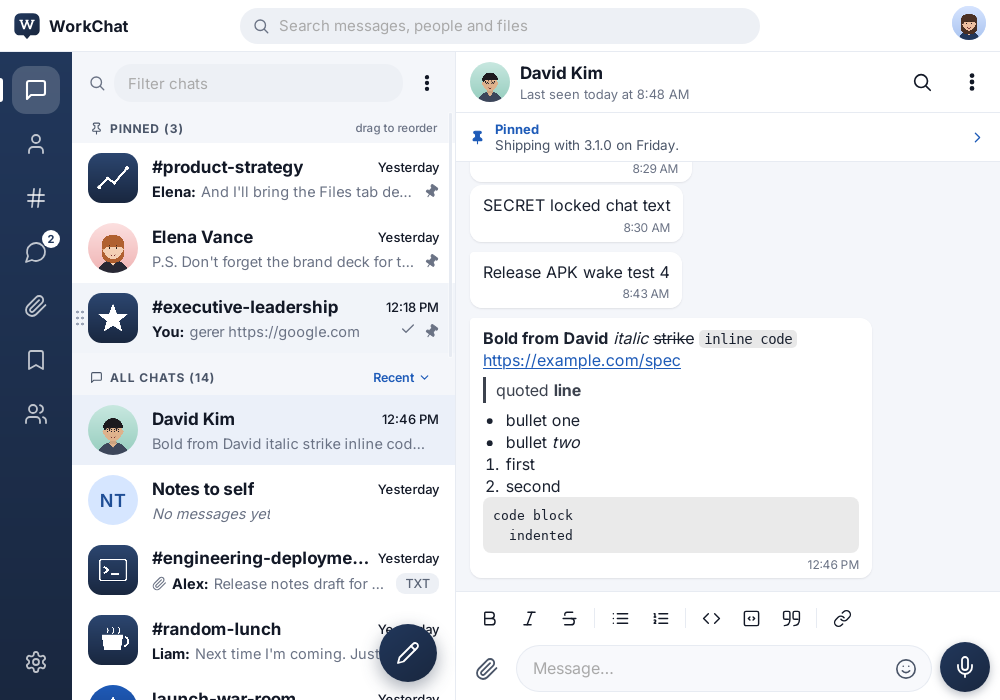 W WorkChat
Search messages, people and files
2
Filter chats
PINNED (3) drag to reorder
#product-strategy Yesterday
Elena: And I'll bring the Files tab de...
Elena Vance Yesterday
P.S. Don't forget the brand deck for t...
#executive-leadership 12:18 PM
You: gerer https://google.com
ALL CHATS (14) Recent
David Kim 12:46 PM
Bold from David italic strike inline cod...
NT
Notes to self Yesterday
No messages yet
#engineering-deployme... Yesterday
Alex: Release notes draft for ... TXT
#random-lunch
Liam: Next time I'm coming. Just
launch-war-room Yesterday
David Kim
Last seen today at 8:48 AM
Pinned
Shipping with 3.1.0 on Friday.
8:29 AM
SECRET locked chat text
8:30 AM
Release APK wake test 4
8:43 AM
Bold from David italic strike inline code
https://example.com/spec
quoted line
• bullet one
• bullet two
1. first
2. second
code block
  indented
12:46 PM
B I S
Message...